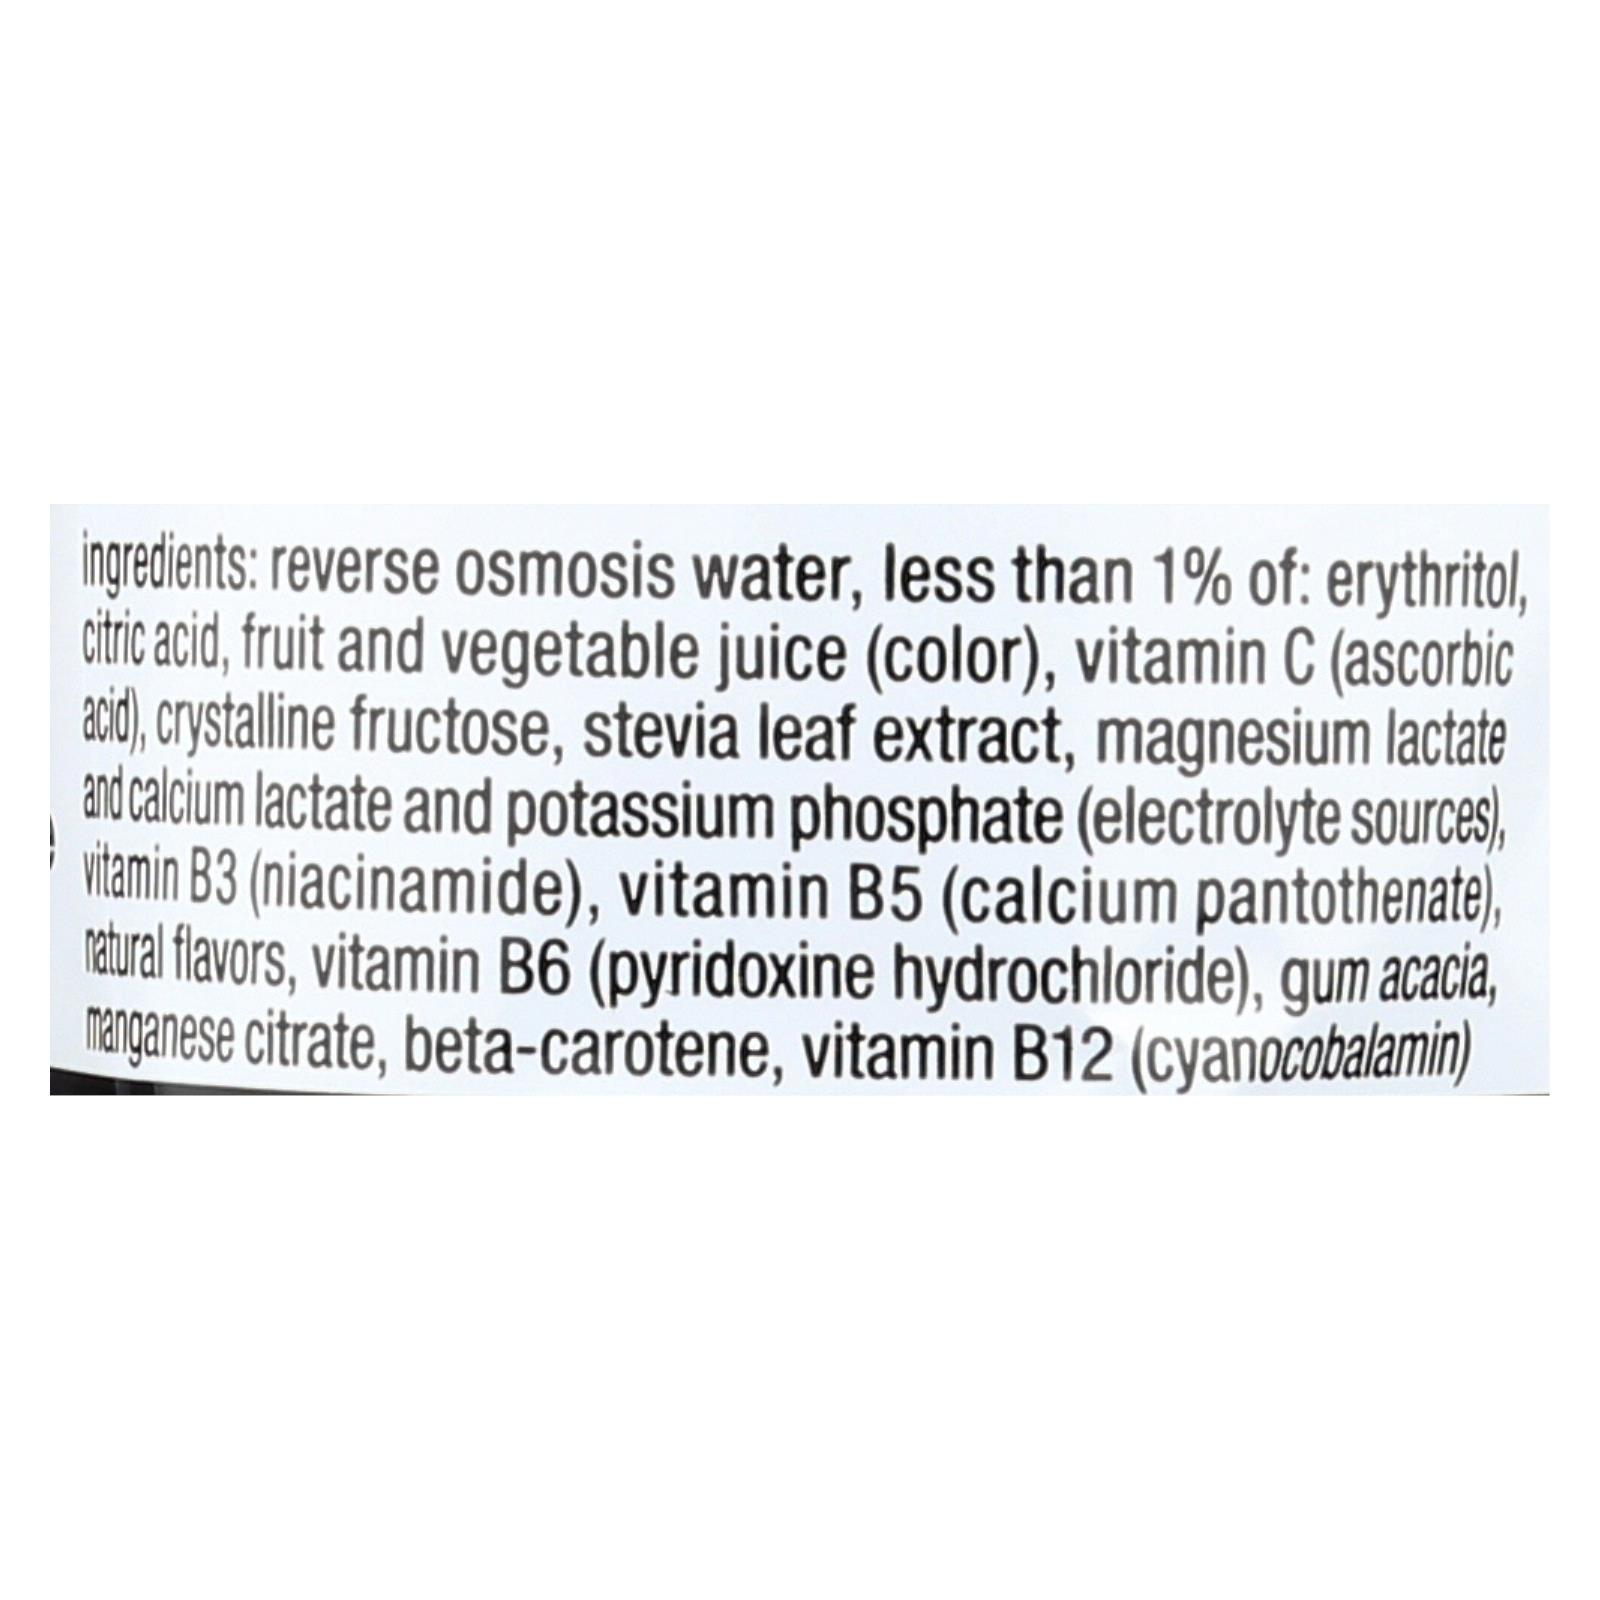 ingredients: reverse osmosis water, less than 1% of: erythritol,
citric acid, fruit and vegetable juice (color), vitamin C (ascorbic
acid), crystalline fructose, stevia leaf extract, magnesium lactate
and calcium lactate and potassium phosphate (electrolyte sources),
vitamin B3 (niacinamide), vitamin B5 (calcium pantothenate),
natural flavors, vitamin B6 (pyridoxine hydrochloride), gum acacia,
manganese citrate, beta-carotene, vitamin B12 (cyanocobalamin)